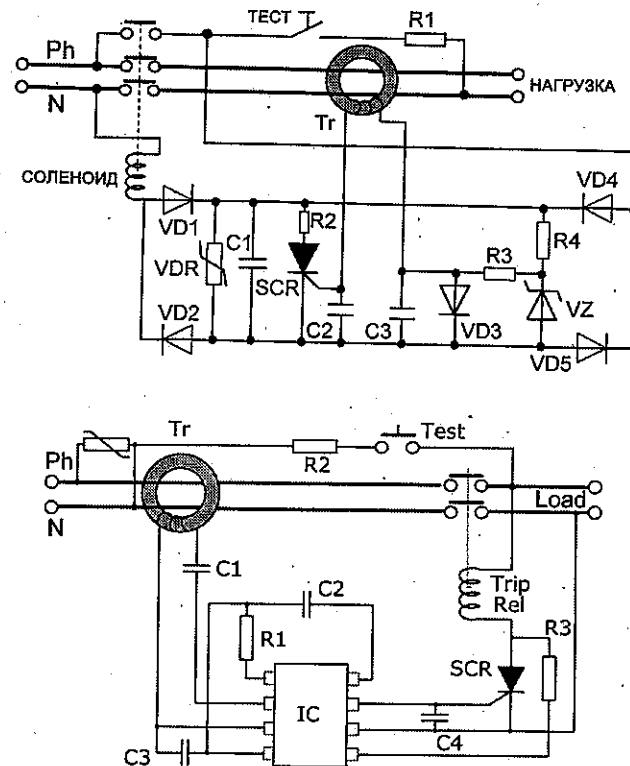 ТЕСТ
R1
Ph
N
НАГРУЗКА
Tr
СОЛЕНОИД
VD1
VD4
R2
C1
R4
VDR
R3
SCR
VZ
VD2
C2
C3
VD3
VD5
Tr
Test
Ph
R2
Load
N
C1
Trip
Rel
C2
R3
R1
SCR
IC
C3
C4